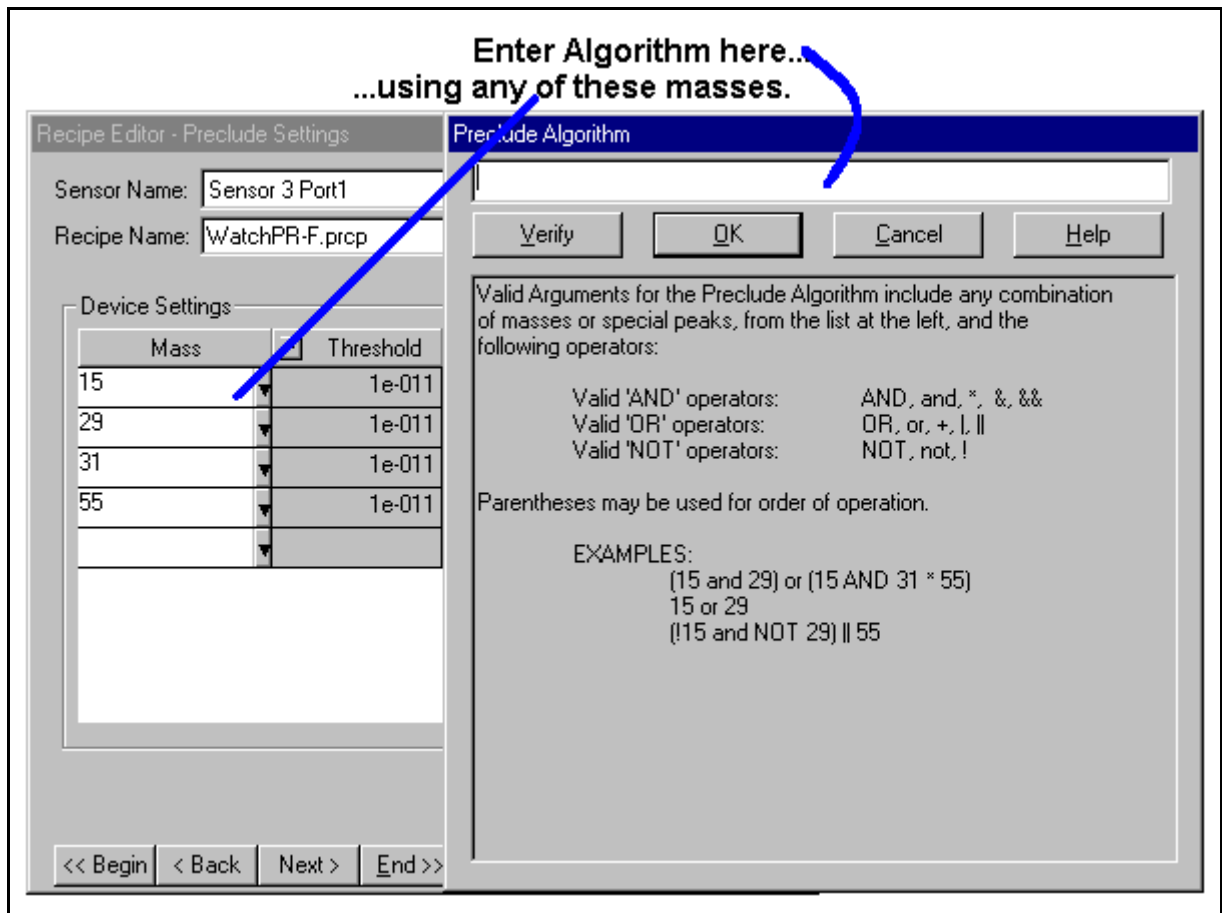 Enter Algorithm here...
...using any of these masses.
Recipe Editor - Preclude Settings
Sensor Name: Sensor 3 Port1
Recipe Name: WatchPR-F.prcp
Device Settings
Mass Threshold
15 1e-011
29 1e-011
31 1e-011
55 1e-011
<< Begin < Back Next > End >>
Preclude Algorithm
Verify OK Cancel Help
Valid Arguments for the Preclude Algorithm include any combination
of masses or special peaks, from the list at the left, and the
following operators:
Valid 'AND' operators: AND, and, *, &, &&
Valid 'OR' operators: OR, or, +, |, ||
Valid 'NOT' operators: NOT, not, !
Parentheses may be used for order of operation.
EXAMPLES:
(15 and 29) or (15 AND 31 * 55)
15 or 29
(!15 and NOT 29) || 55